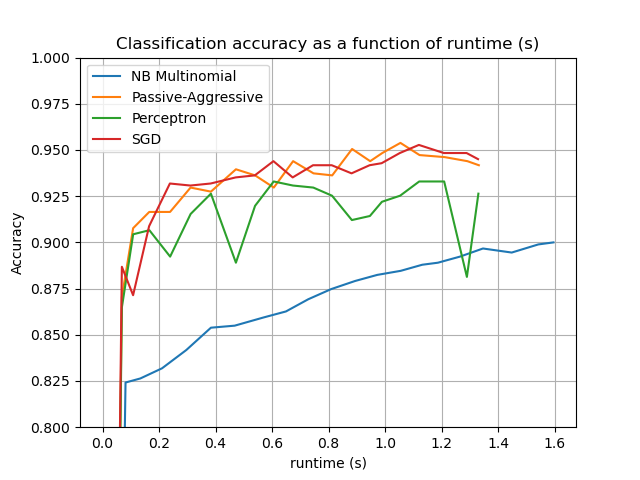 Classification accuracy as a function of runtime (s)
1.000
0.975
0.950
0.925
0.900
0.875
0.850
0.825
0.800
Accuracy
NB Multinomial
Passive-Aggressive
Perceptron
SGD
0.0 0.2 0.4 0.6 0.8 1.0 1.2 1.4 1.6
runtime (s)